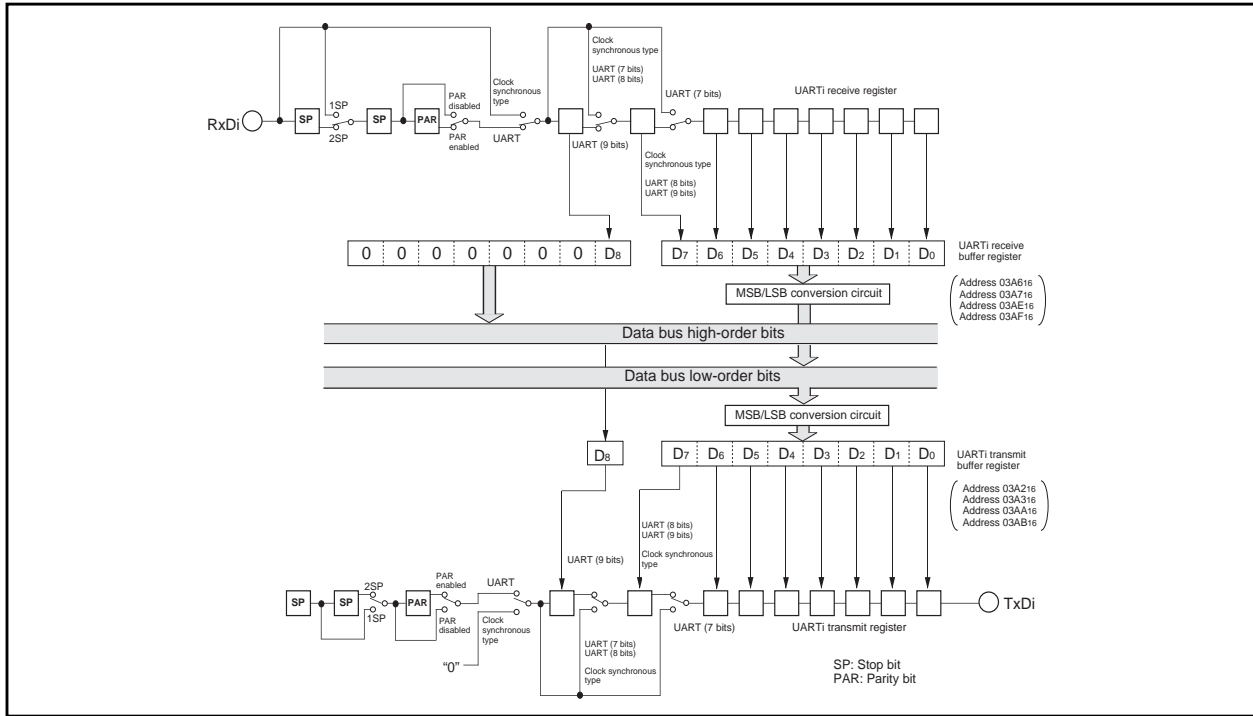 Clock
synchronous type
UART (7 bits)
UART (8 bits)
Clock
synchronous
type
UART (7 bits)
UARTi receive register
PAR
disabled
1SP
RxDi
SP
SP
PAR
2SP
PAR
enabled
UART
UART (9 bits)
Clock
synchronous type
UART (8 bits)
UART (9 bits)
0 0 0 0 0 0 0 D8
D7 D6 D5 D4 D3 D2 D1 D0
UARTi receive
buffer register
MSB/LSB conversion circuit
Address 03A616
Address 03A716
Address 03AE16
Address 03AF16
Data bus high-order bits
Data bus low-order bits
MSB/LSB conversion circuit
D8
D7 D6 D5 D4 D3 D2 D1 D0
UARTi transmit
buffer register
Address 03A216
Address 03A316
Address 03AA16
Address 03AB16
UART (8 bits)
UART (9 bits)
Clock synchronous
type
UART (9 bits)
PAR
enabled
UART
2SP
SP
SP
PAR
TxDi
1SP
PAR
disabled
Clock
synchronous
type
UART (7 bits)
UARTi transmit register
UART (7 bits)
UART (8 bits)
Clock synchronous
type
“0”
SP: Stop bit
PAR: Parity bit